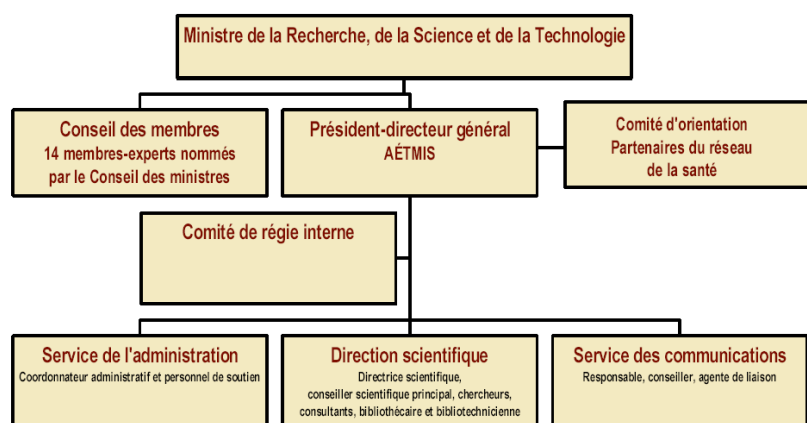 Ministre de la Recherche, de la Science et de la Technologie
Conseil des membres
14 membres-experts nommés
par le Conseil des ministres
Président-directeur général
AÉTMIS
Comité d'orientation
Partenaires du réseau
de la santé
Comité de régie interne
Service de l'administration
Coordonnateur administratif et personnel de soutien
Direction scientifique
Directrice scientifique,
conseiller scientifique principal, chercheurs,
consultants, bibliothécaire et bibliotechnicienne
Service des communications
Responsable, conseiller, agente de liaison